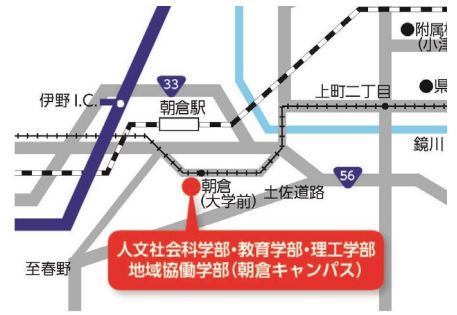 附属
(小
33
県
伊野 I.C.
上町二丁目
朝倉駅
鏡川
56
朝倉
(大学前)
土佐道路
人文社会科学部・教育学部・理工学部
地域協働学部(朝倉キャンパス)
至春野